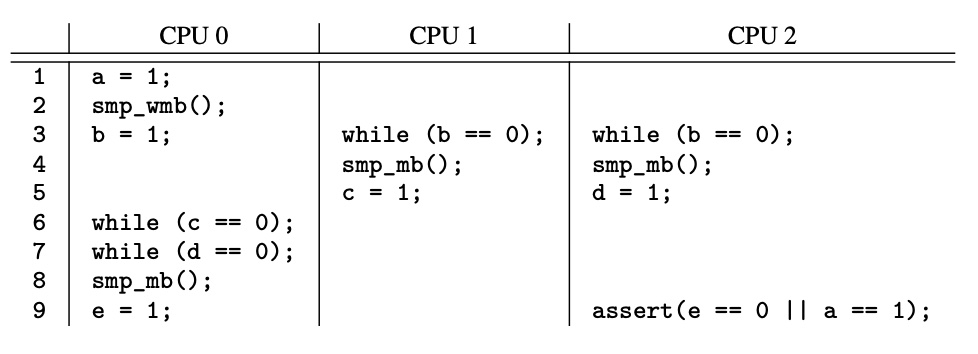 CPU 0 CPU 1 CPU 2
1 a = 1;
2 smp_wmb();
3 b = 1; while (b == 0); while (b == 0);
4 smp_mb(); smp_mb();
5 c = 1; d = 1;
6 while (c == 0);
7 while (d == 0);
8 smp_mb();
9 e = 1; assert(e == 0 || a == 1);